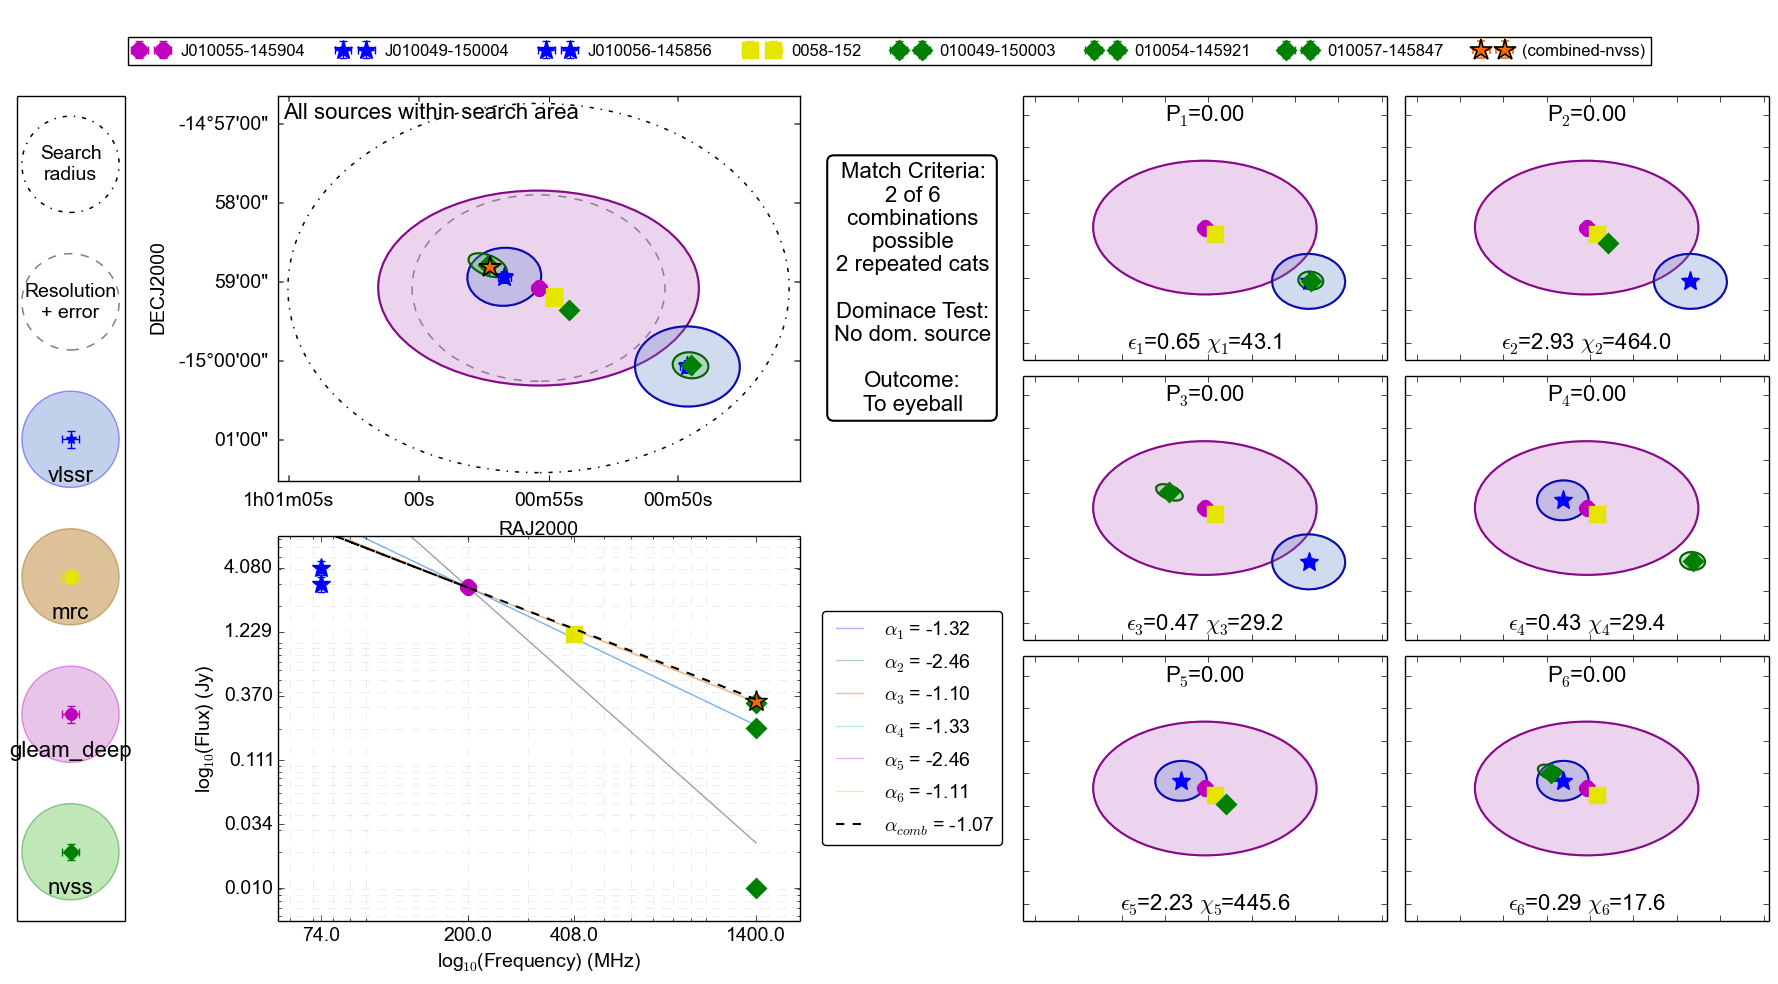 J010055-145904 J010049-150004 J010056-145856 0058-152 010049-150003 010054-145921 010057-145847 (combined-nvss)
Search
radius
Resolution
+ error
vlssr
mrc
gleam_deep
nvss
All sources within search area
DECJ2000
-14°57'00"
58'00"
59'00"
-15°00'00"
01'00"
1h01m05s 00s 00m55s 00m50s
RAJ2000
log10(Flux) (Jy)
4.080
1.229
0.370
0.111
0.034
0.010
74.0 200.0 408.0 1400.0
log10(Frequency) (MHz)
Match Criteria:
2 of 6
combinations
possible
2 repeated cats
Dominace Test:
No dom. source
Outcome:
To eyeball
α1 = -1.32
α2 = -2.46
α3 = -1.10
α4 = -1.33
α5 = -2.46
α6 = -1.11
αcomb = -1.07
P1=0.00
ϵ1=0.65 χ1=43.1
P2=0.00
ϵ2=2.93 χ2=464.0
P3=0.00
ϵ3=0.47 χ3=29.2
P4=0.00
ϵ4=0.43 χ4=29.4
P5=0.00
ϵ5=2.23 χ5=445.6
P6=0.00
ϵ6=0.29 χ6=17.6